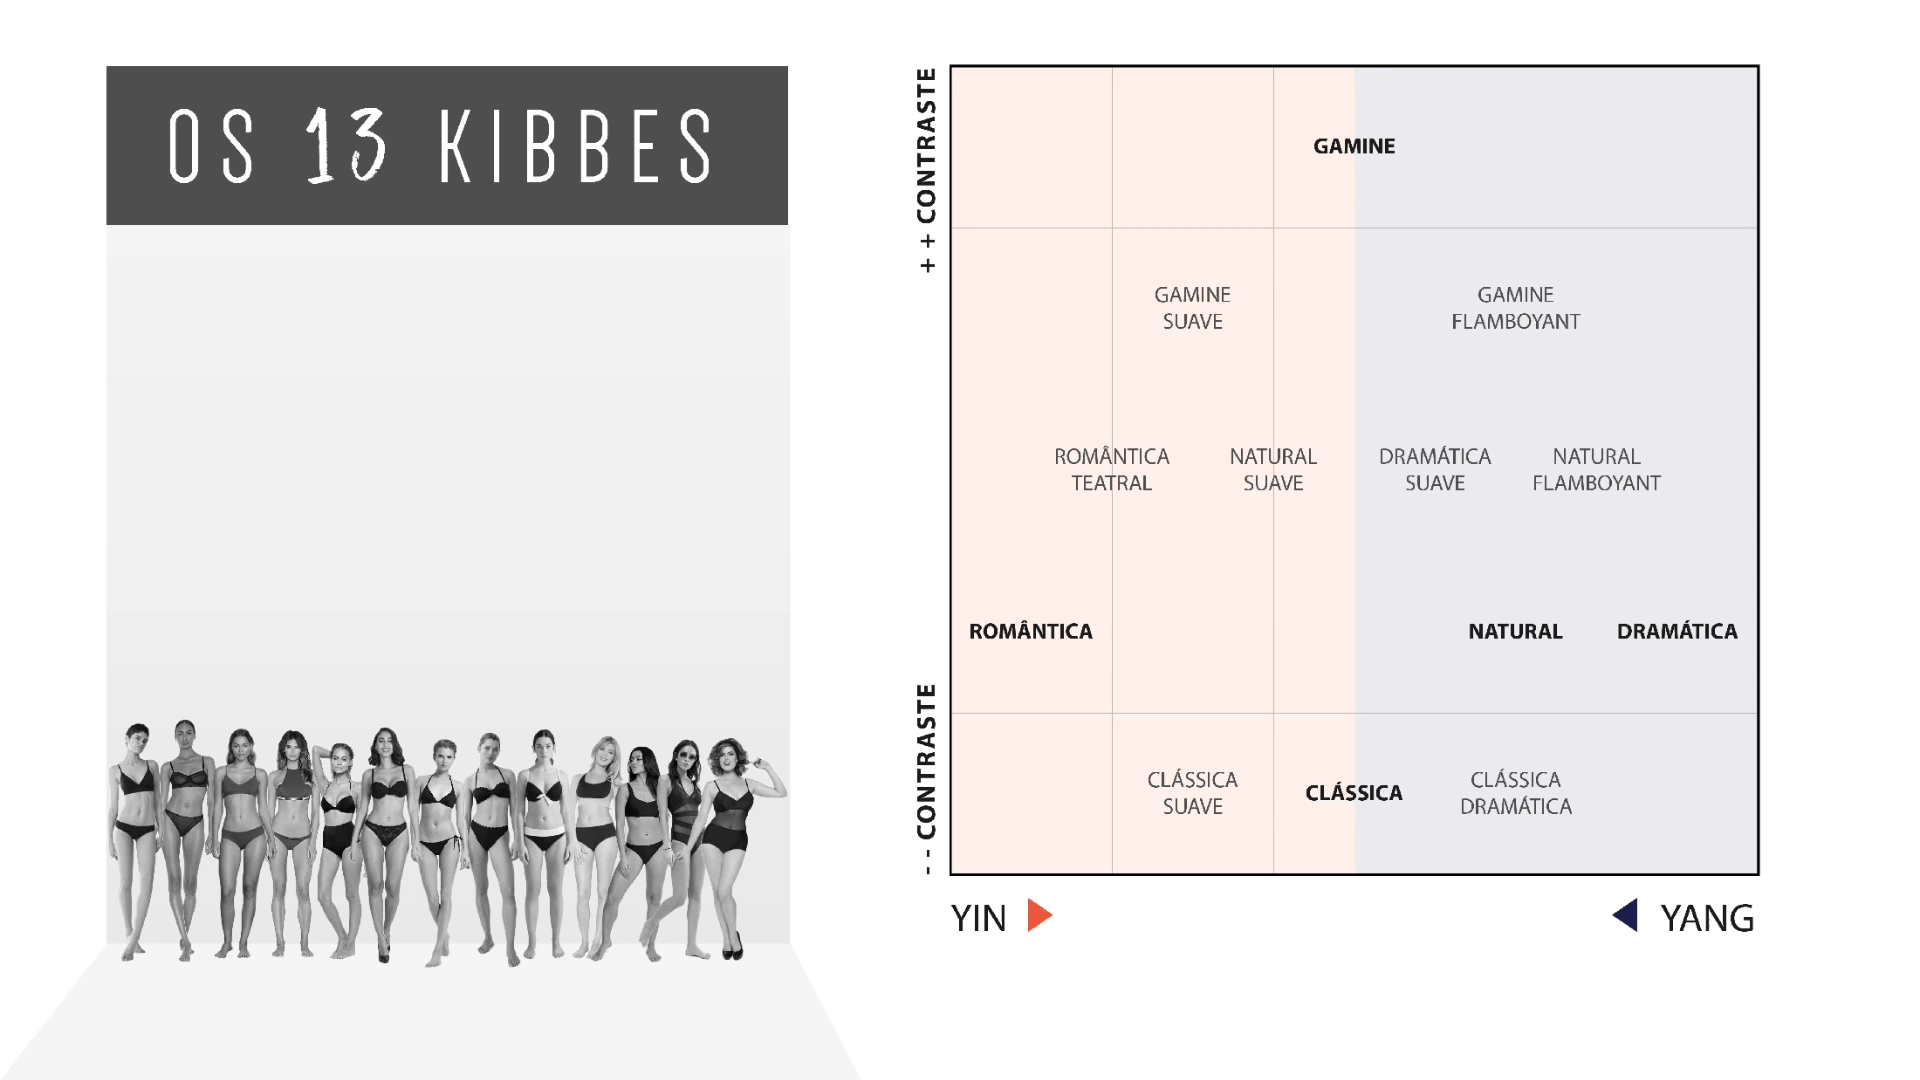 OS 13 KIBBES
+ + CONTRASTE
- - CONTRASTE
GAMINE
GAMINE
SUAVE
GAMINE
FLAMBOYANT
ROMÂNTICA
TEATRAL
NATURAL
SUAVE
DRAMÁTICA
SUAVE
NATURAL
FLAMBOYANT
ROMÂNTICA
NATURAL
DRAMÁTICA
CLÁSSICA
SUAVE
CLÁSSICA
CLÁSSICA
DRAMÁTICA
YIN
YANG